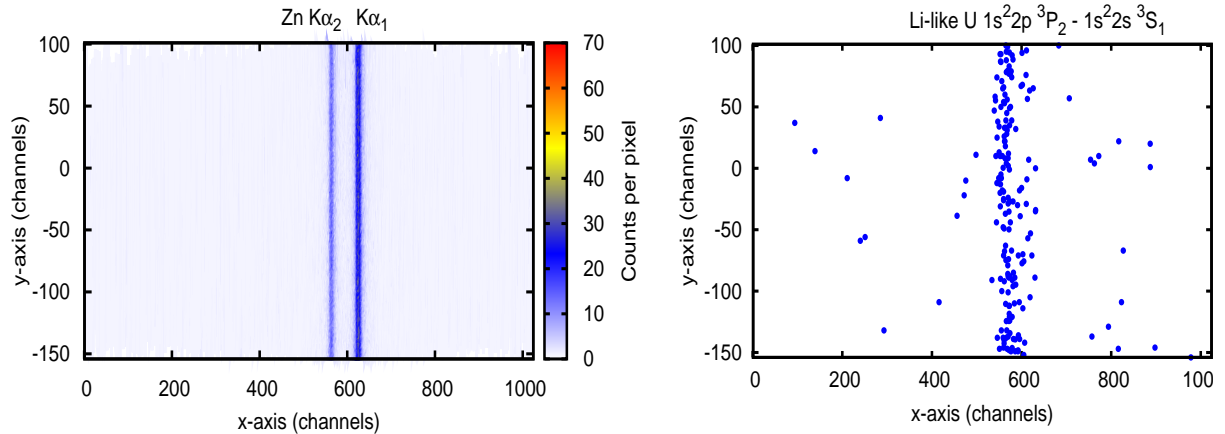 Zn Kα2 Kα1
100
50
0
-50
-100
-150
y-axis (channels)
0 200 400 600 800 1000
x-axis (channels)
70
60
50
40
30
20
10
0
Counts per pixel
Li-like U 1s²2p ³P₂ - 1s²2s ³S₁
100
50
0
-50
-100
-150
y-axis (channels)
0 200 400 600 800 1000
x-axis (channels)